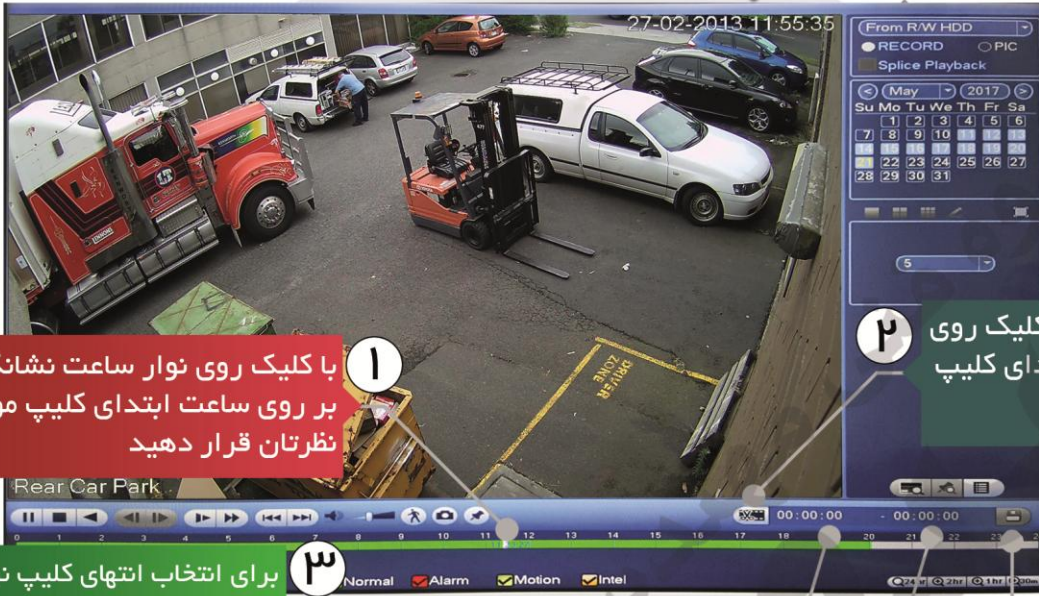 27-02-2013 11:55:35
From R/W HDD
RECORD PIC
Splice Playback
May 2017
Su Mo Tu We Th Fr Sa
1 2 3 4 5 6
7 8 9 10 11 12 13
14 15 16 17 18 19 20
21 22 23 24 25 26 27
28 29 30 31
5
۲
کلیک روی
دای کلیپ
۱
با کلیک روی نوار ساعت
بر روی ساعت ابتدای کلیپ
نظرتان قرار دهید
DRIVER
ZONE
Rear Car Park
00:00:00 - 00:00:00
0 1 2 3 4 5 6 7 8 9 10 11 12 13 14 15 16 17 18 19 20 21 22 23
۳
برای انتخاب انتهای کلیپ
Normal Alarm Motion Intel
24hr 2hr 1hr 30m